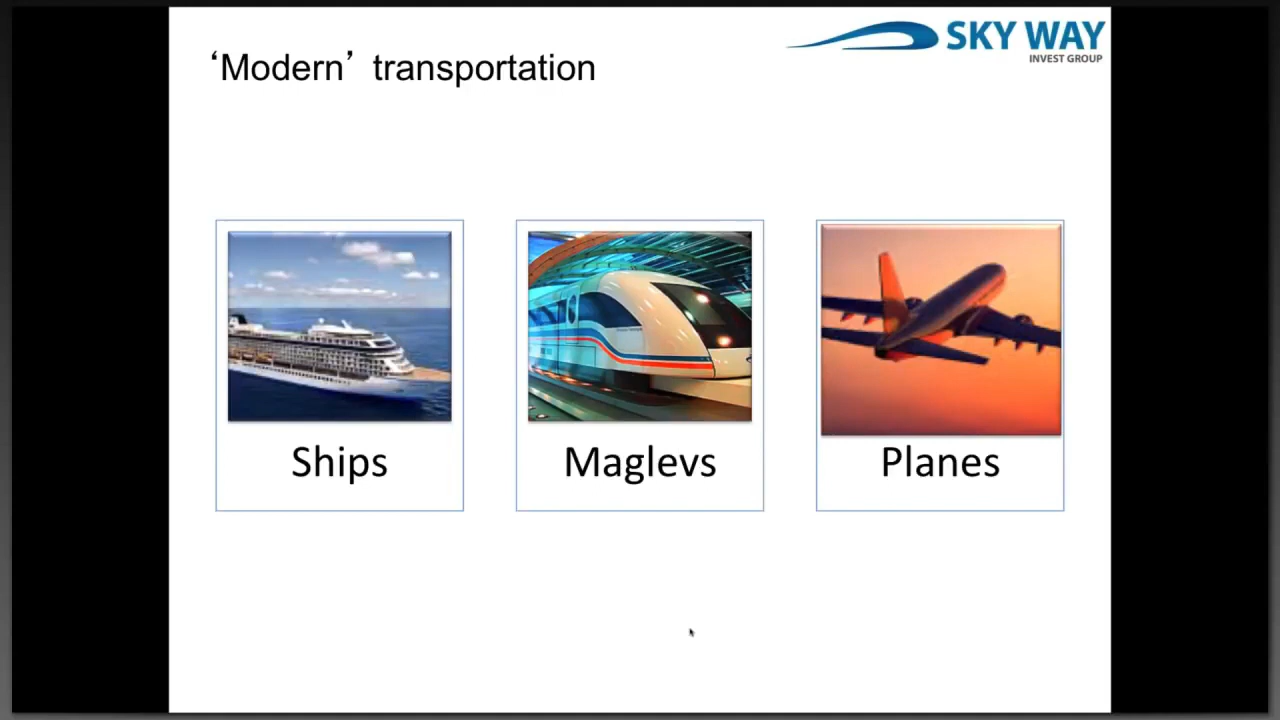 ‘Modern’ transportation
SKY WAY
INVEST GROUP
Ships
Maglevs
Planes